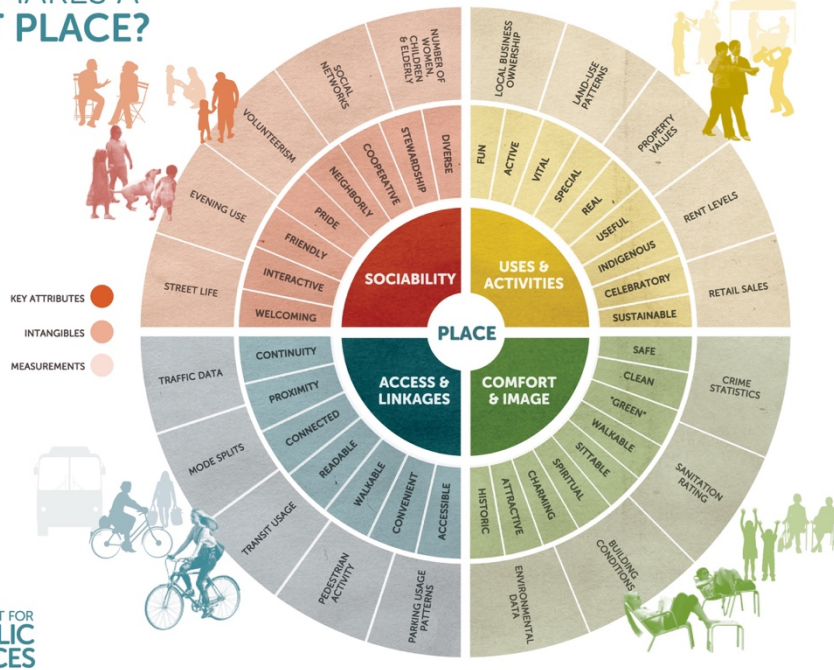 T PLACE?
NUMBER OF
WOMEN,
CHILDREN
& ELDERLY
SOCIAL
NETWORKS
VOLUNTEERISM
EVENING USE
STREET LIFE
DIVERSE
STEWARDSHIP
COOPERATIVE
NEIGHBORLY
PRIDE
FRIENDLY
INTERACTIVE
WELCOMING
SOCIABILITY
LOCAL BUSINESS
OWNERSHIP
LAND-USE
PATTERNS
PROPERTY
VALUES
RENT LEVELS
RETAIL SALES
FUN
ACTIVE
VITAL
SPECIAL
REAL
USEFUL
INDIGENOUS
CELEBRATORY
SUSTAINABLE
USES &
ACTIVITIES
KEY ATTRIBUTES
INTANGIBLES
MEASUREMENTS
PLACE
TRAFFIC DATA
MODE SPLITS
TRANSIT USAGE
PEDESTRIAN
ACTIVITY
PARKING USAGE
PATTERNS
CONTINUITY
PROXIMITY
CONNECTED
READABLE
WALKABLE
CONVENIENT
ACCESSIBLE
ACCESS &
LINKAGES
COMFORT
& IMAGE
SAFE
CLEAN
"GREEN"
WALKABLE
SITTABLE
SPIRITUAL
CHARMING
ATTRACTIVE
HISTORIC
CRIME
STATISTICS
SANITATION
RATING
BUILDING
CONDITIONS
ENVIRONMENTAL
DATA
T FOR
LIC
CES